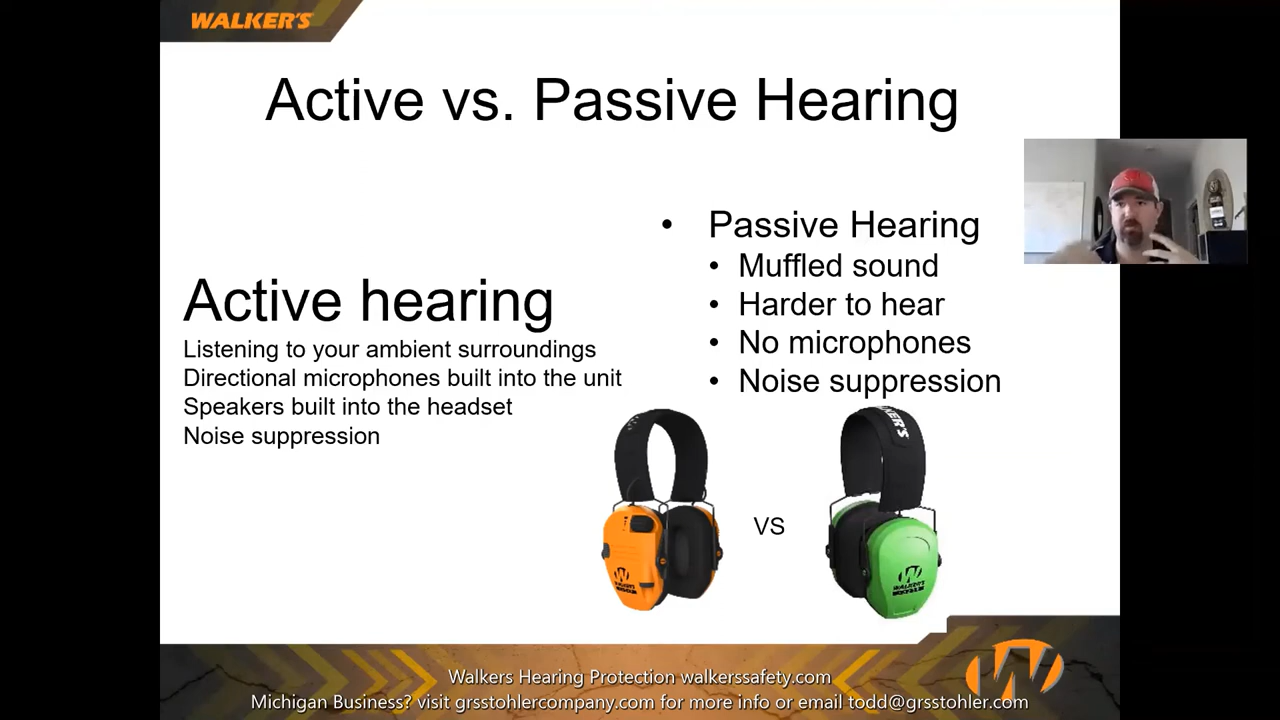 WALKER'S
Active vs. Passive Hearing
Active hearing
Listening to your ambient surroundings
Directional microphones built into the unit
Speakers built into the headset
Noise suppression
• Passive Hearing
• Muffled sound
• Harder to hear
• No microphones
• Noise suppression
WALKER'S
VS
WALKER'S
Walkers Hearing Protection walkerssafety.com
Michigan Business? visit grsstohlercompany.com for more info or email todd@grsstohler.com